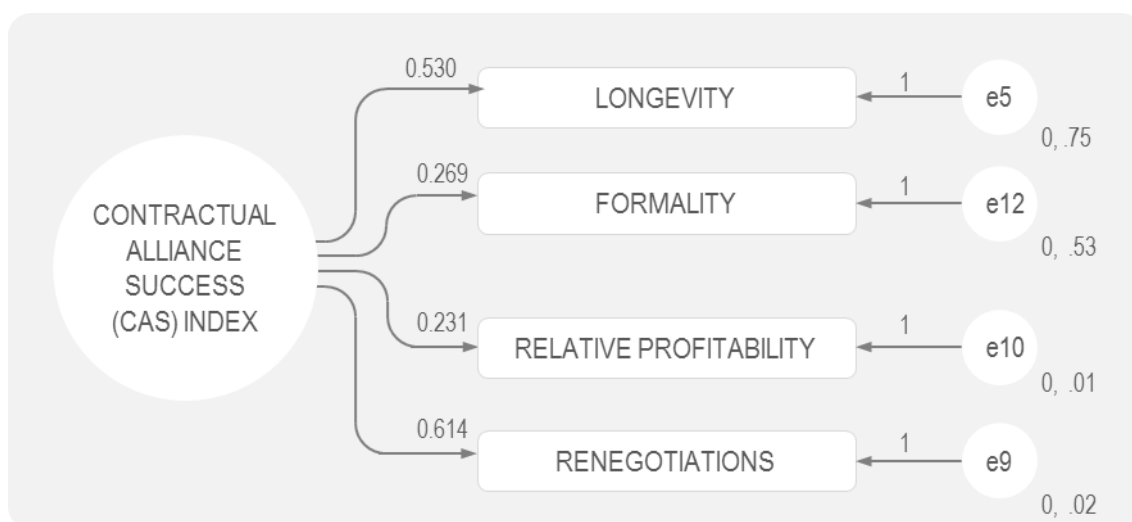 0.530
LONGEVITY
1
e5
0, .75
0.269
FORMALITY
1
e12
0, .53
CONTRACTUAL
ALLIANCE
SUCCESS
(CAS) INDEX
0.231
RELATIVE PROFITABILITY
1
e10
0, .01
0.614
RENEGOTIATIONS
1
e9
0, .02